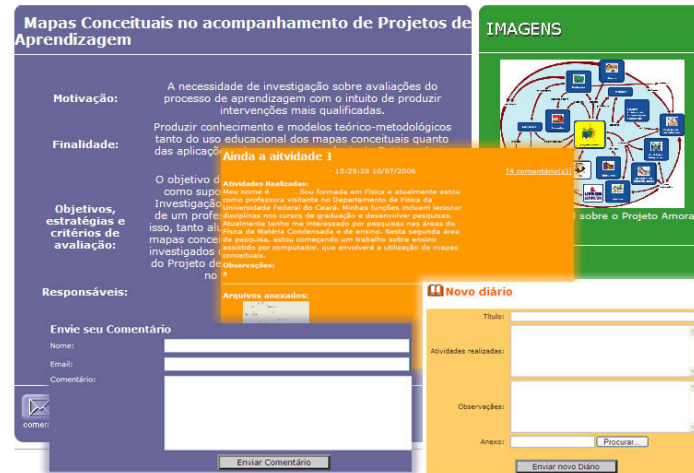 Mapas Conceituais no acompanhamento de Projetos de
Aprendizagem
Motivação:
A necessidade de investigação sobre avaliações do
processo de aprendizagem com o intuito de produzir
intervenções mais qualificadas.
Finalidade:
Produzir conhecimento e modelos teórico-metodológicos
tanto do uso educacional dos mapas conceituais quanto
das aplicaçõ
Objetivos,
estratégias e
critérios de
avaliação:
O objetivo d
como supo
Investigação
de um profe
isso, tanto alu
mapas concei
investigados
do Projeto de
no
Responsáveis:
IMAGENS
sobre o Projeto Amora
Ainda a aitvidade 1
- 15:29:28 10/07/2006
[4 comentário(s)]
Atividades Realizadas:
Meu nome é . Sou formada em Física e atualmente estou
como professora visitante no Departamento de Física da
Universidade Federal do Ceará. Minhas funções incluem lecionar
disciplinas nos cursos de graduação e desenvolver pesquisas.
Atualmente tenho me interessado por pesquisas nas áreas de
Física da Matéria Condensada e de ensino. Nesta segunda área
de pesquisa, estou começando um trabalho sobre ensino
assistido por computador, que envolverá a utilização de mapas
conceituais.
Observações:
Arquivos anexados:
Envie seu Comentário
Nome:
Email:
Comentário:
Enviar Comentário
comen
Novo diário
Título:
Atividades realizadas:
Observações:
Anexo:
Procurar...
Enviar novo Diário